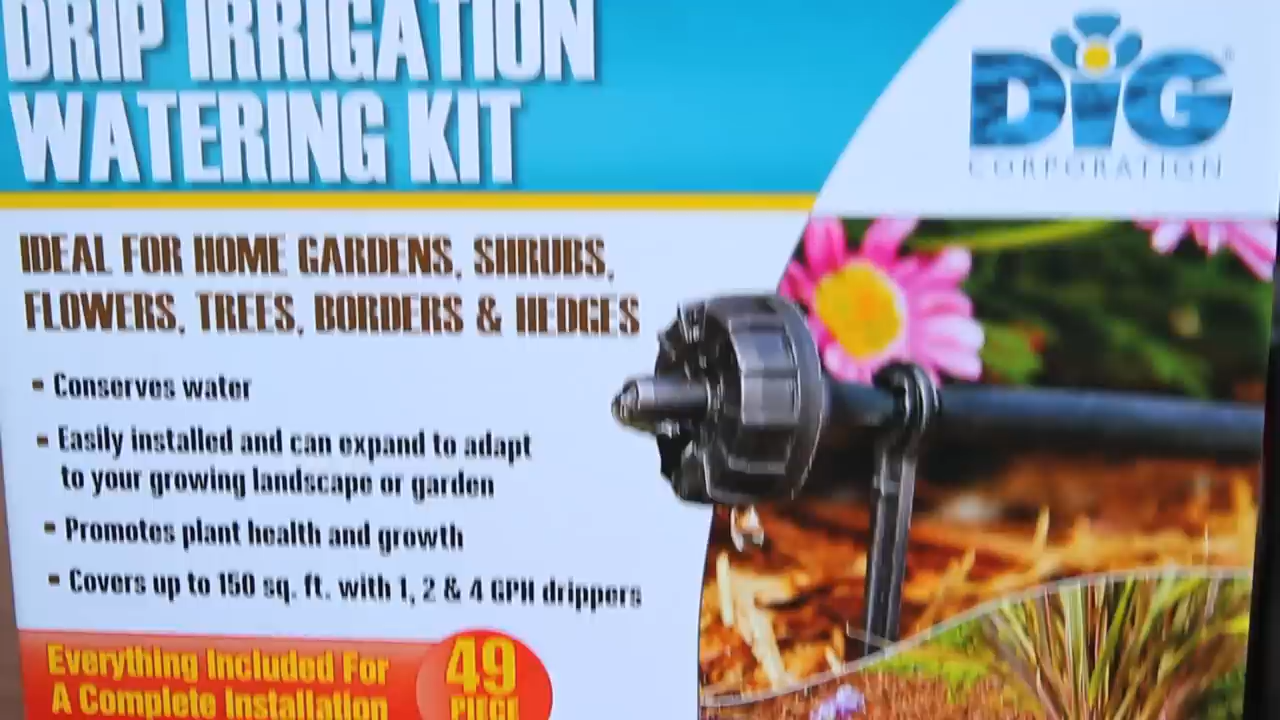 DRIP IRRIGATION
WATERING KIT
DIG
CORPORATION
IDEAL FOR HOME GARDENS, SHRUBS,
FLOWERS, TREES, BORDERS & HEDGES
- Conserves water
- Easily installed and can expand to adapt
to your growing landscape or garden
- Promotes plant health and growth
- Covers up to 150 sq. ft. with 1, 2 & 4 GPH drippers
Everything Included For
A Complete Installation
49
PIECE